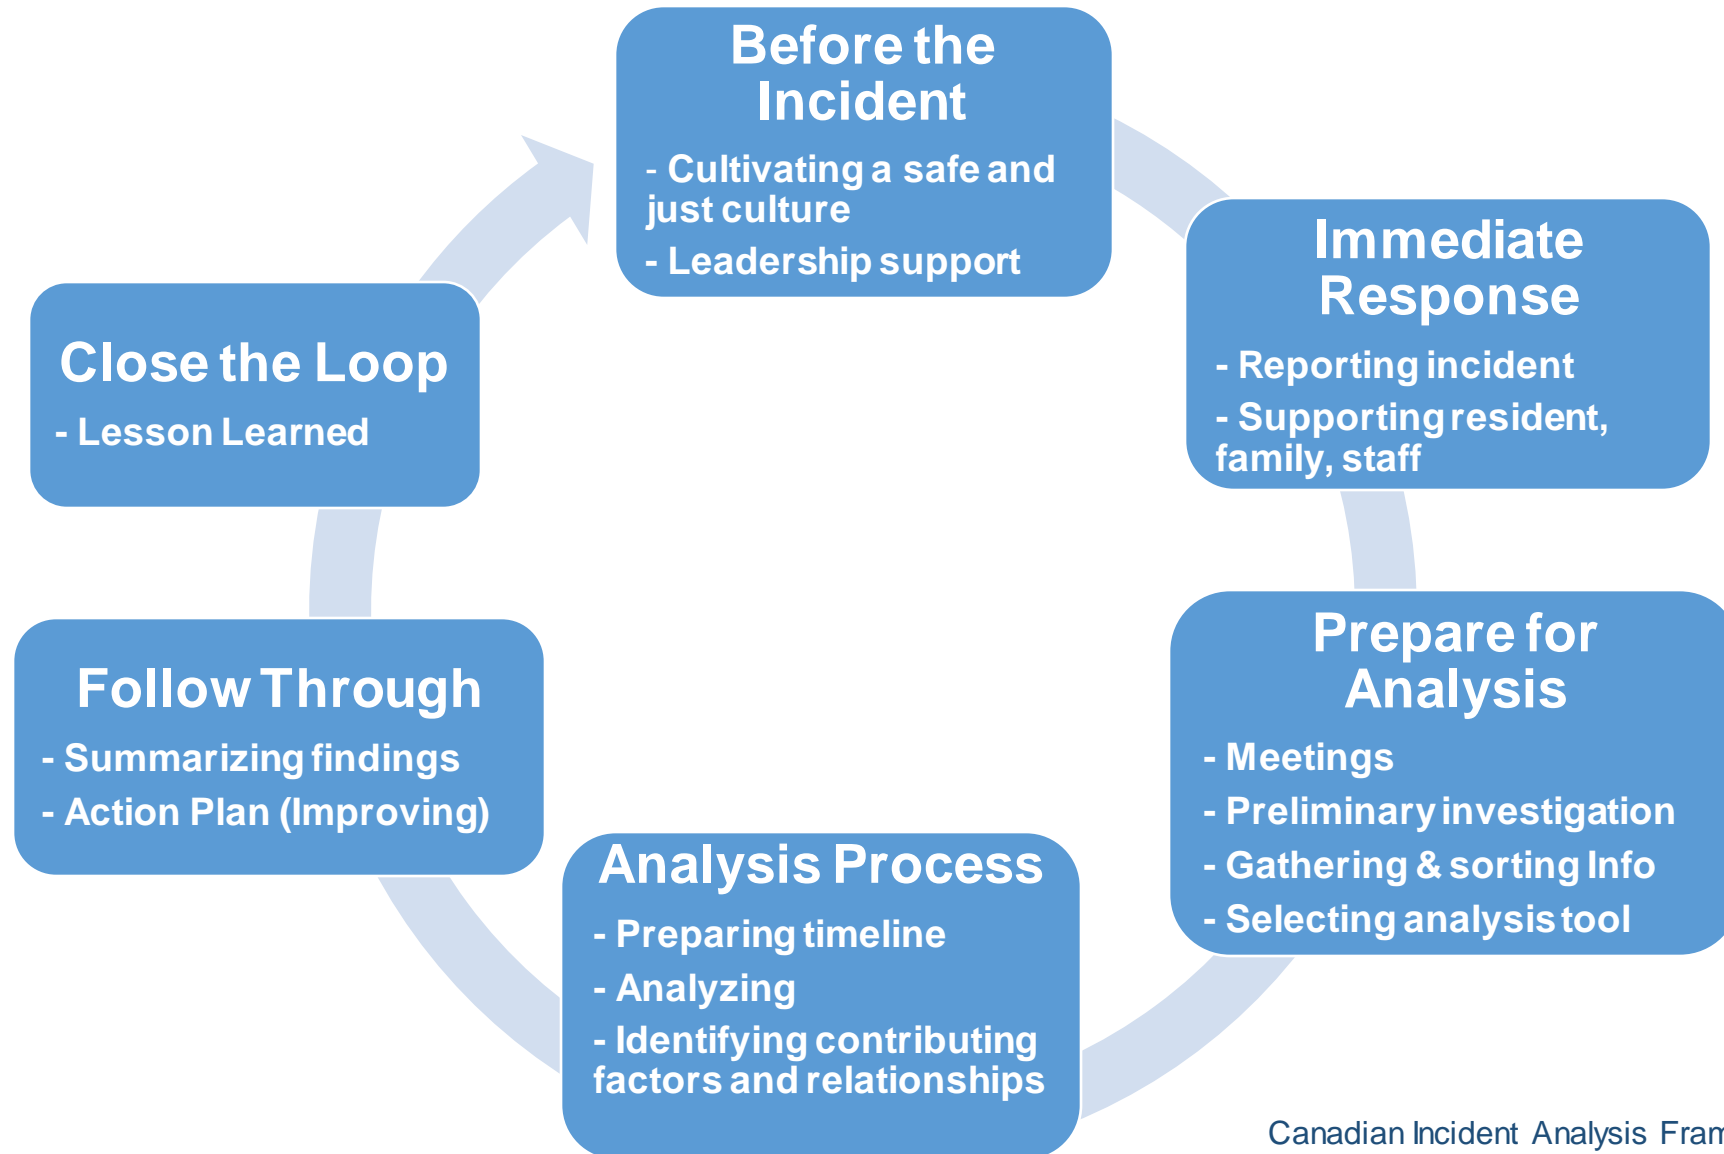 Before the
Incident
- Cultivating a safe and
just culture
- Leadership support
Immediate
Response
- Reporting incident
- Supporting resident,
family, staff
Prepare for
Analysis
- Meetings
- Preliminary investigation
- Gathering & sorting Info
- Selecting analysis tool
Analysis Process
- Preparing timeline
- Analyzing
- Identifying contributing
factors and relationships
Follow Through
- Summarizing findings
- Action Plan (Improving)
Close the Loop
- Lesson Learned
Canadian Incident Analysis Fram